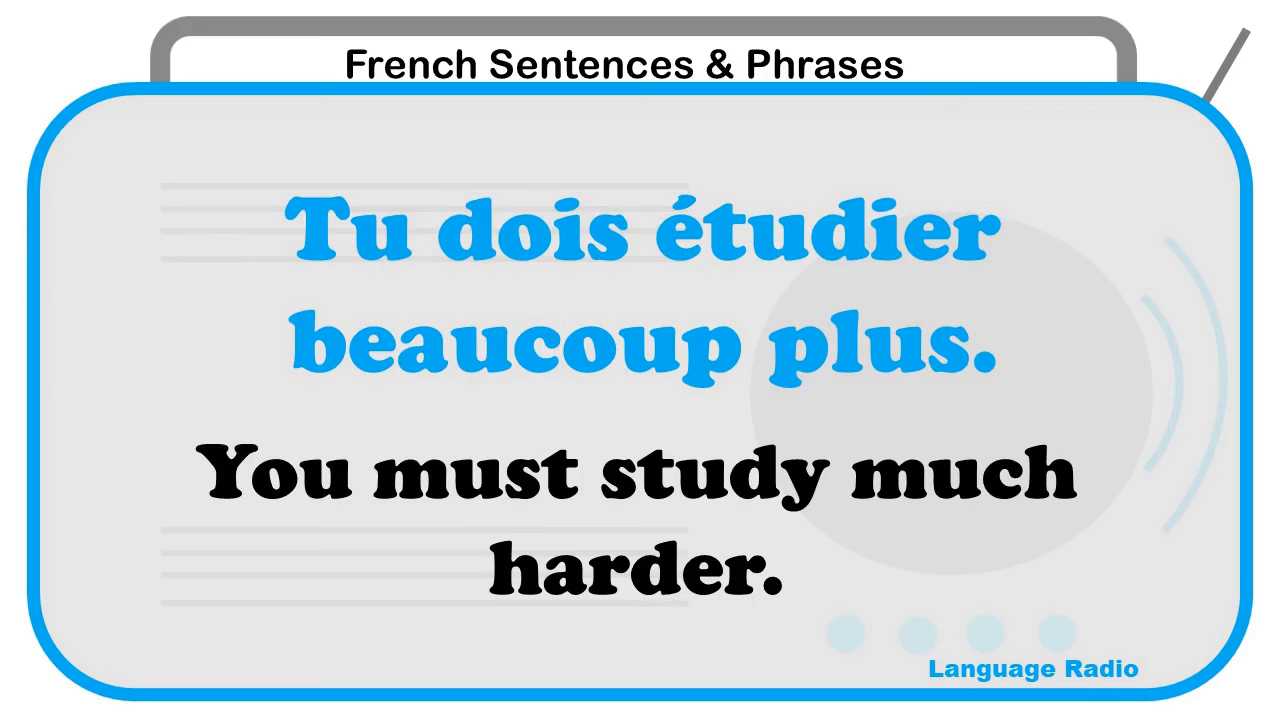 French Sentences & Phrases
Tu dois étudier
beaucoup plus.
You must study much
harder.
Language Radio